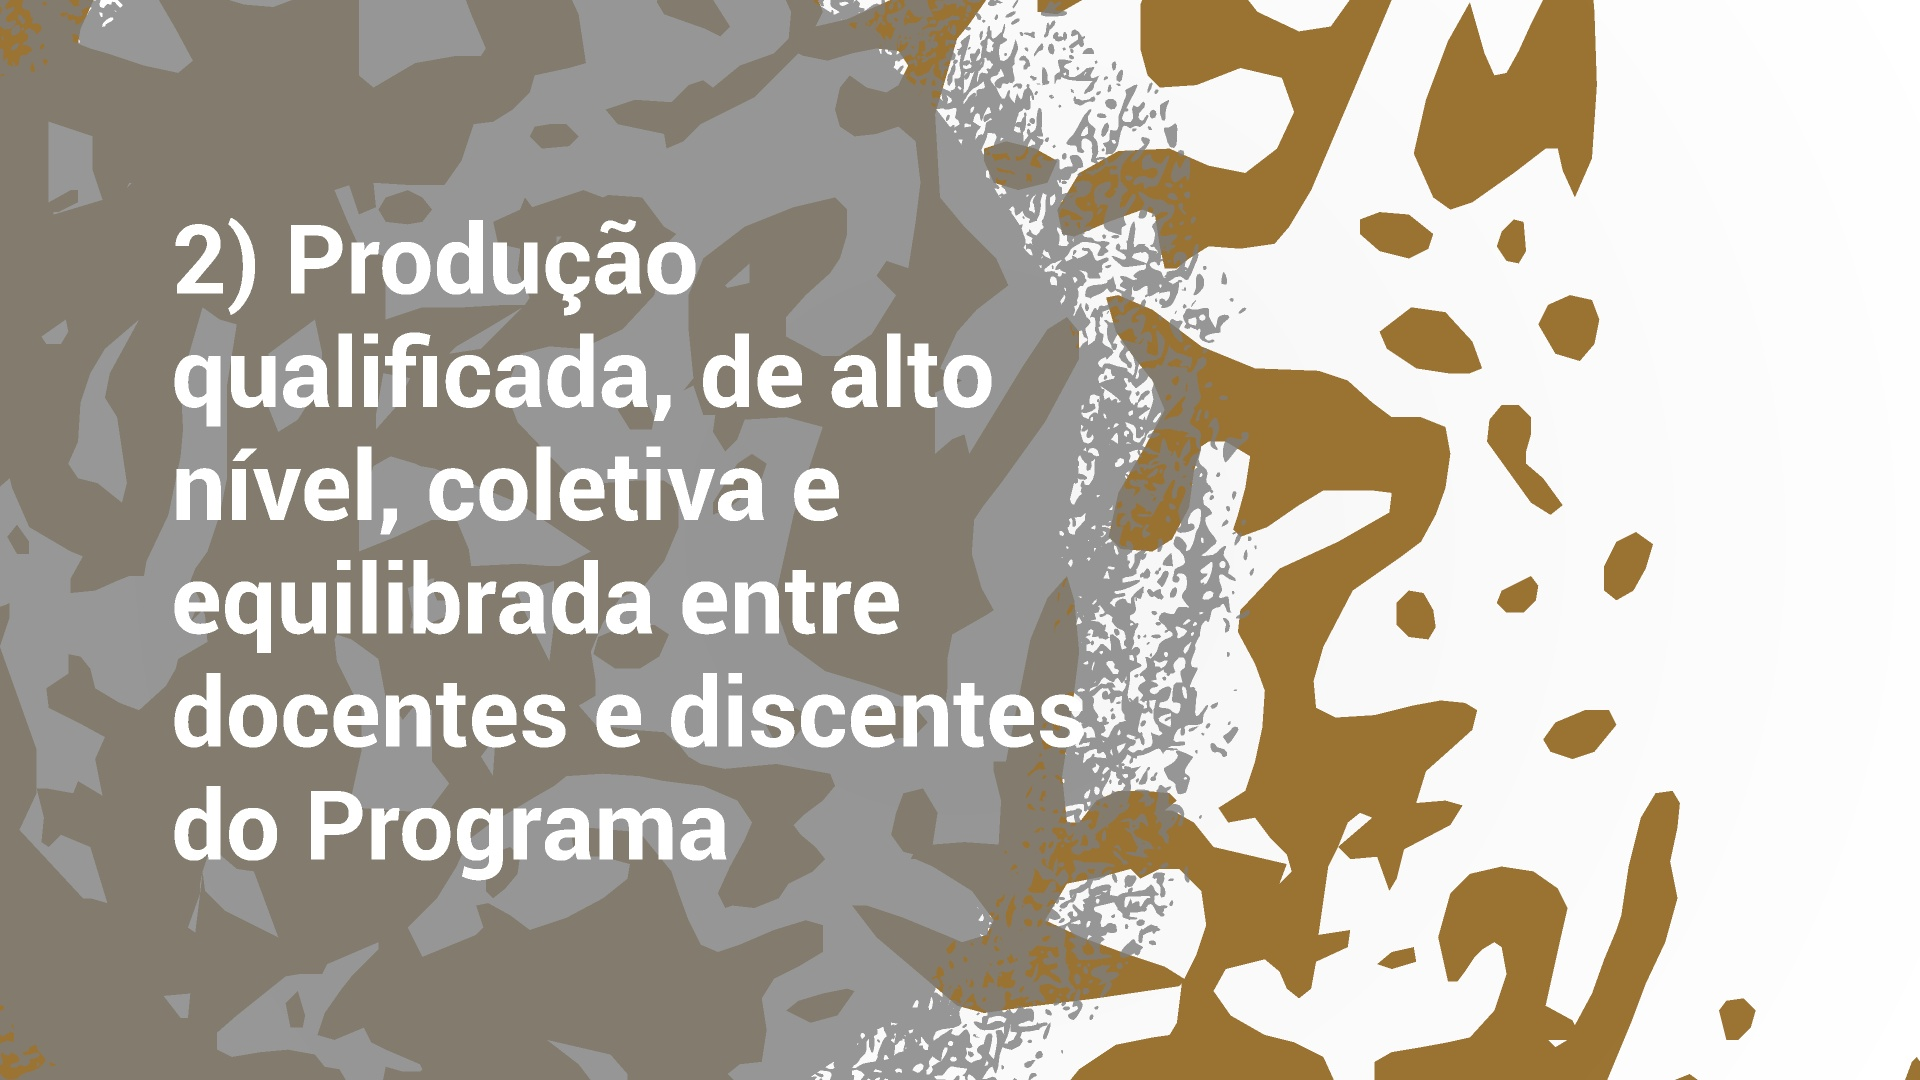 2) Produção
qualificada, de alto
nível, coletiva e
equilibrada entre
docentes e discentes
do Programa